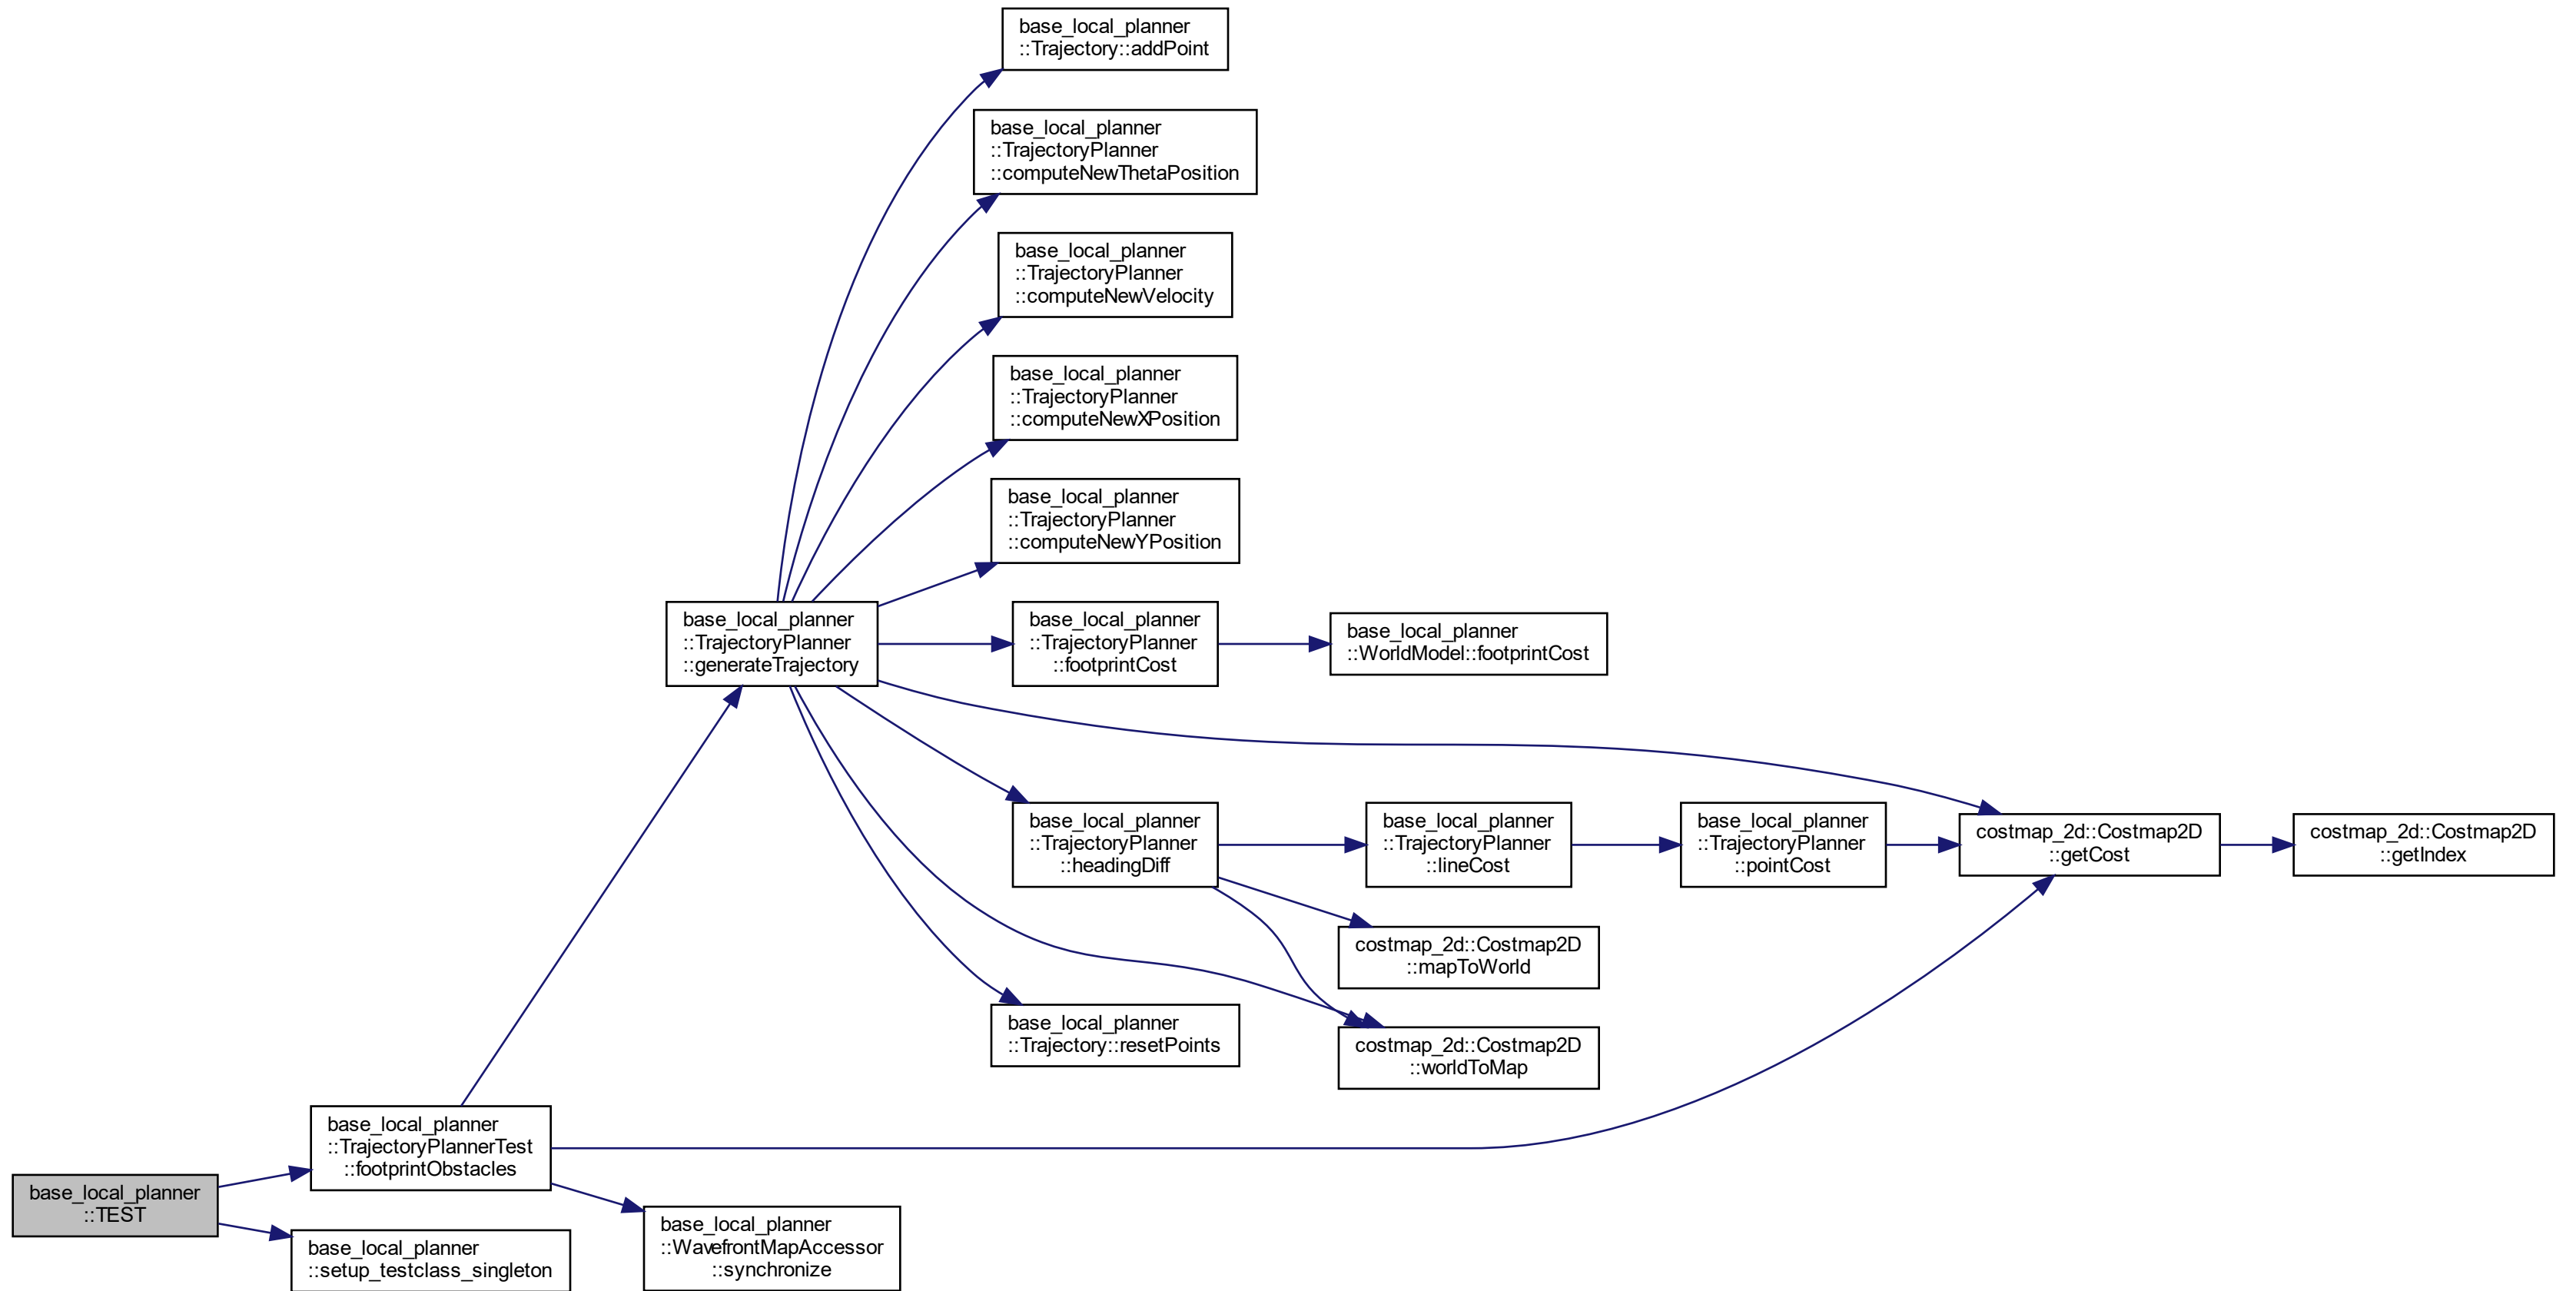 base_local_planner
::Trajectory::addPoint
base_local_planner
::TrajectoryPlanner
::computeNewThetaPosition
base_local_planner
::TrajectoryPlanner
::computeNewVelocity
base_local_planner
::TrajectoryPlanner
::computeNewXPosition
base_local_planner
::TrajectoryPlanner
::computeNewYPosition
base_local_planner
::TrajectoryPlanner
::generateTrajectory
base_local_planner
::TrajectoryPlanner
::footprintCost
base_local_planner
::WorldModel::footprintCost
base_local_planner
::TrajectoryPlanner
::headingDiff
base_local_planner
::TrajectoryPlanner
::lineCost
base_local_planner
::TrajectoryPlanner
::pointCost
costmap_2d::Costmap2D
::getCost
costmap_2d::Costmap2D
::getIndex
costmap_2d::Costmap2D
::mapToWorld
base_local_planner
::Trajectory::resetPoints
costmap_2d::Costmap2D
::worldToMap
base_local_planner
::TrajectoryPlannerTest
::footprintObstacles
base_local_planner
::TEST
base_local_planner
::setup_testclass_singleton
base_local_planner
::WavefrontMapAccessor
::synchronize